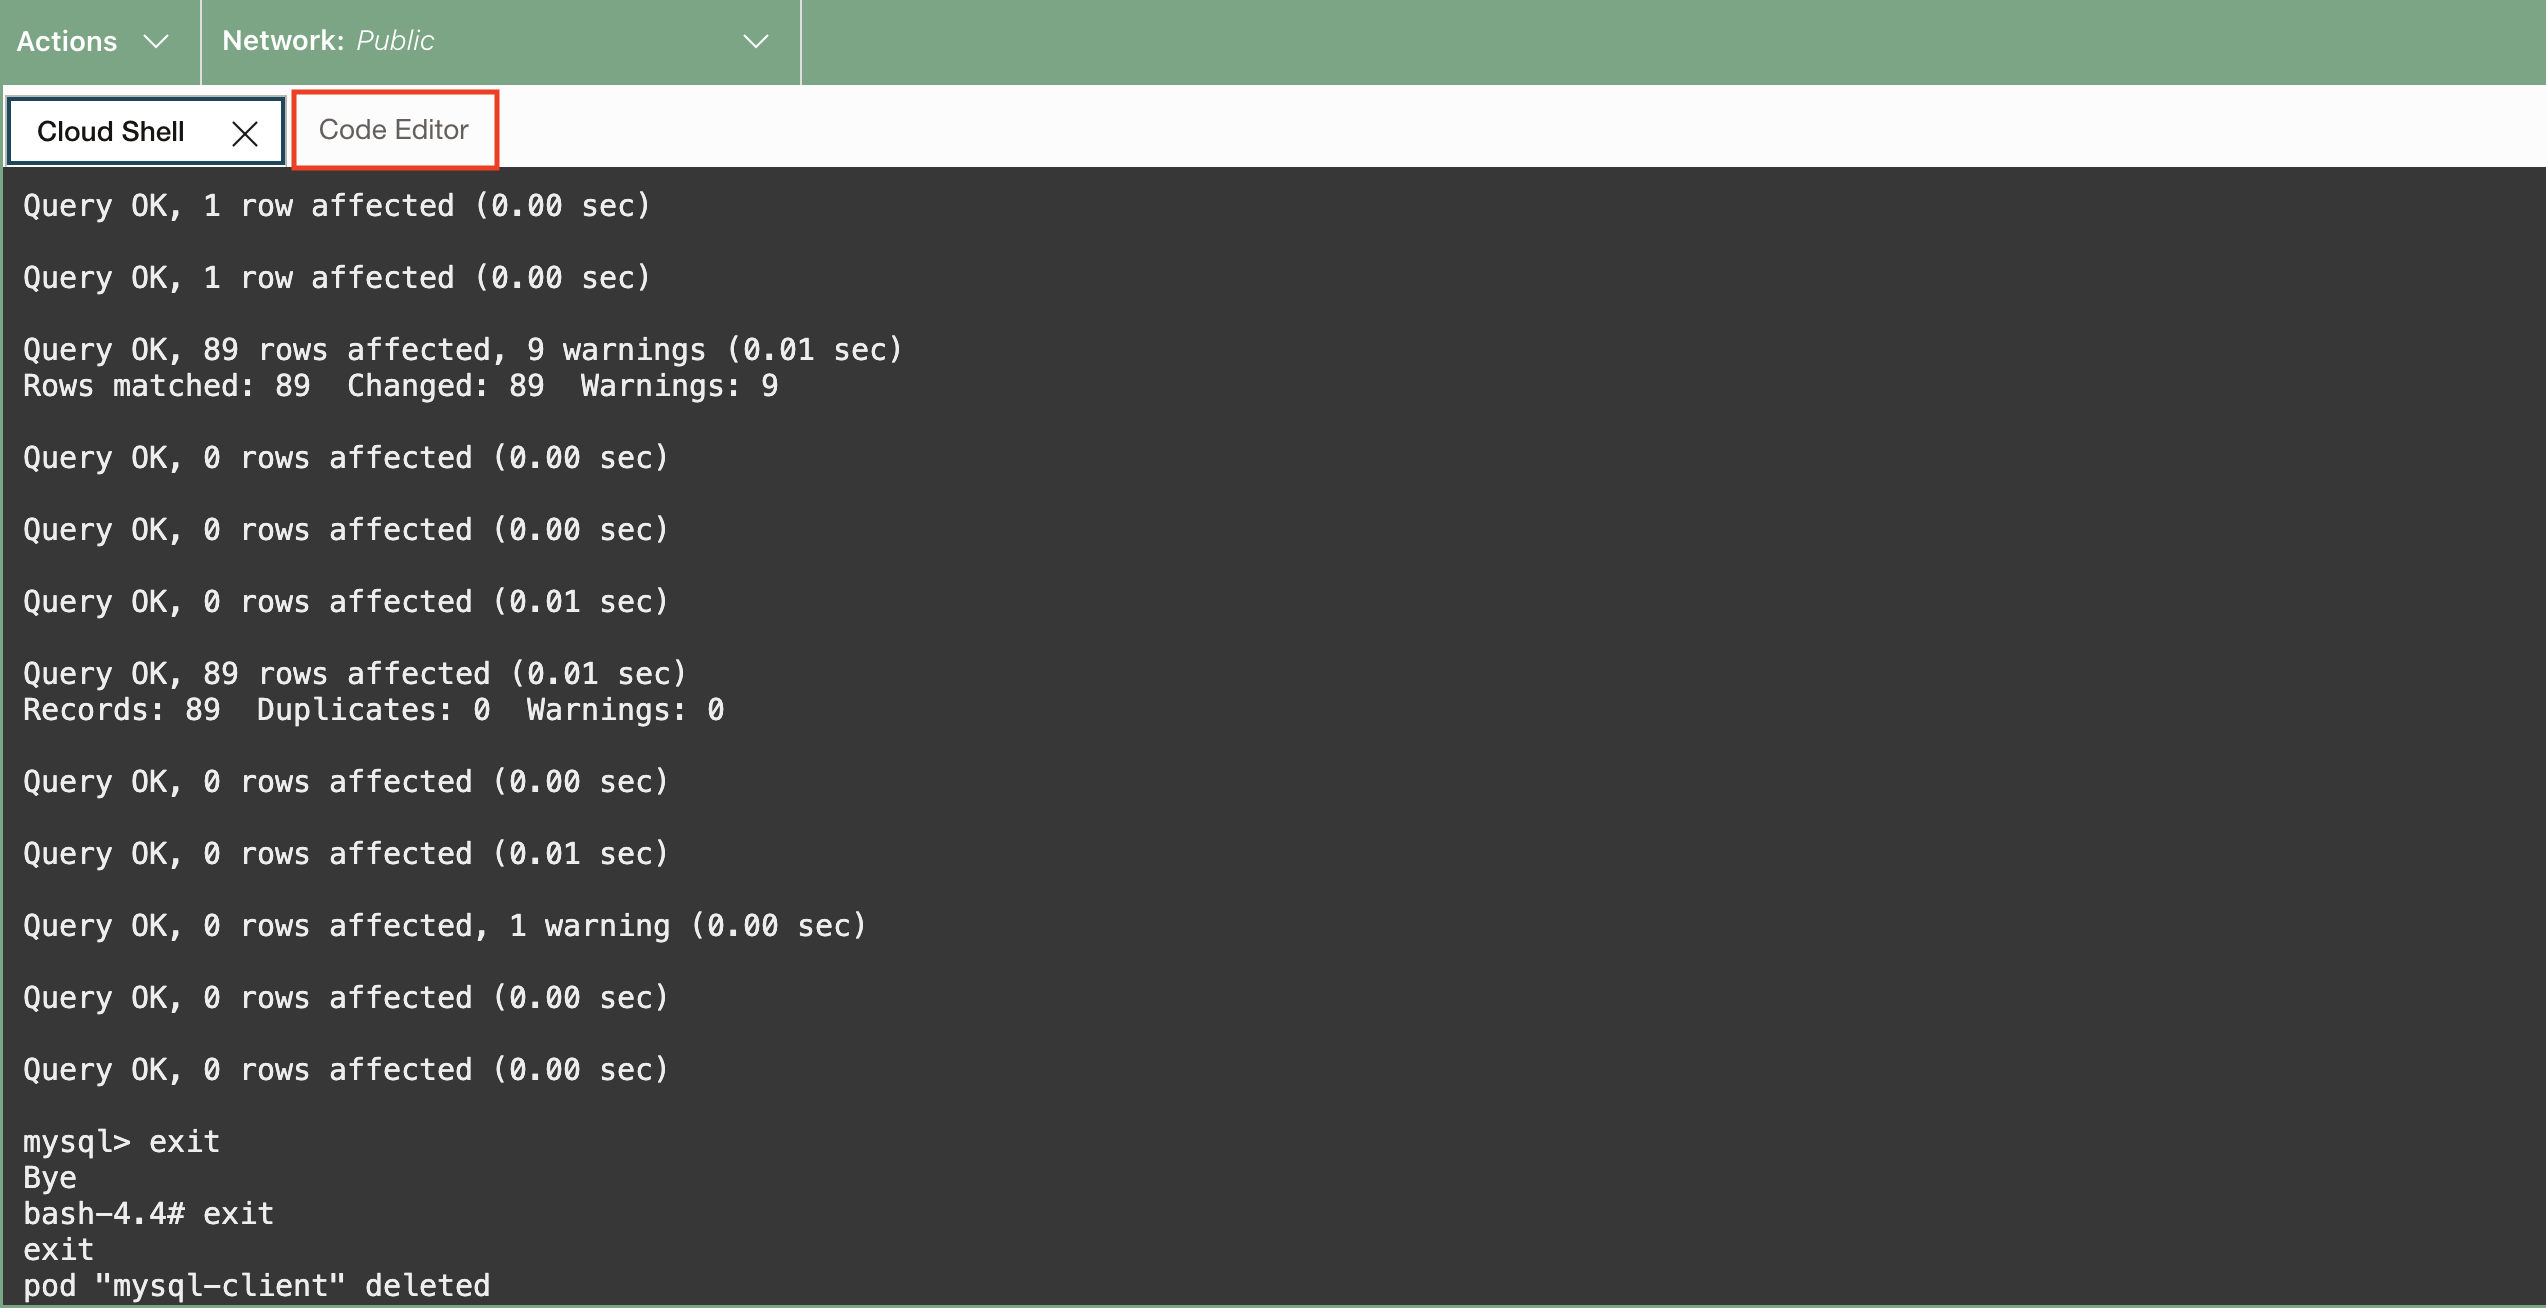 Actions
Network: Public
Cloud Shell
Code Editor
Query OK, 1 row affected (0.00 sec)
Query OK, 1 row affected (0.00 sec)
Query OK, 89 rows affected, 9 warnings (0.01 sec)
Rows matched: 89  Changed: 89  Warnings: 9
Query OK, 0 rows affected (0.00 sec)
Query OK, 0 rows affected (0.00 sec)
Query OK, 0 rows affected (0.01 sec)
Query OK, 89 rows affected (0.01 sec)
Records: 89  Duplicates: 0  Warnings: 0
Query OK, 0 rows affected (0.00 sec)
Query OK, 0 rows affected (0.01 sec)
Query OK, 0 rows affected, 1 warning (0.00 sec)
Query OK, 0 rows affected (0.00 sec)
Query OK, 0 rows affected (0.00 sec)
mysql> exit
Bye
bash-4.4# exit
exit
pod "mysql-client" deleted